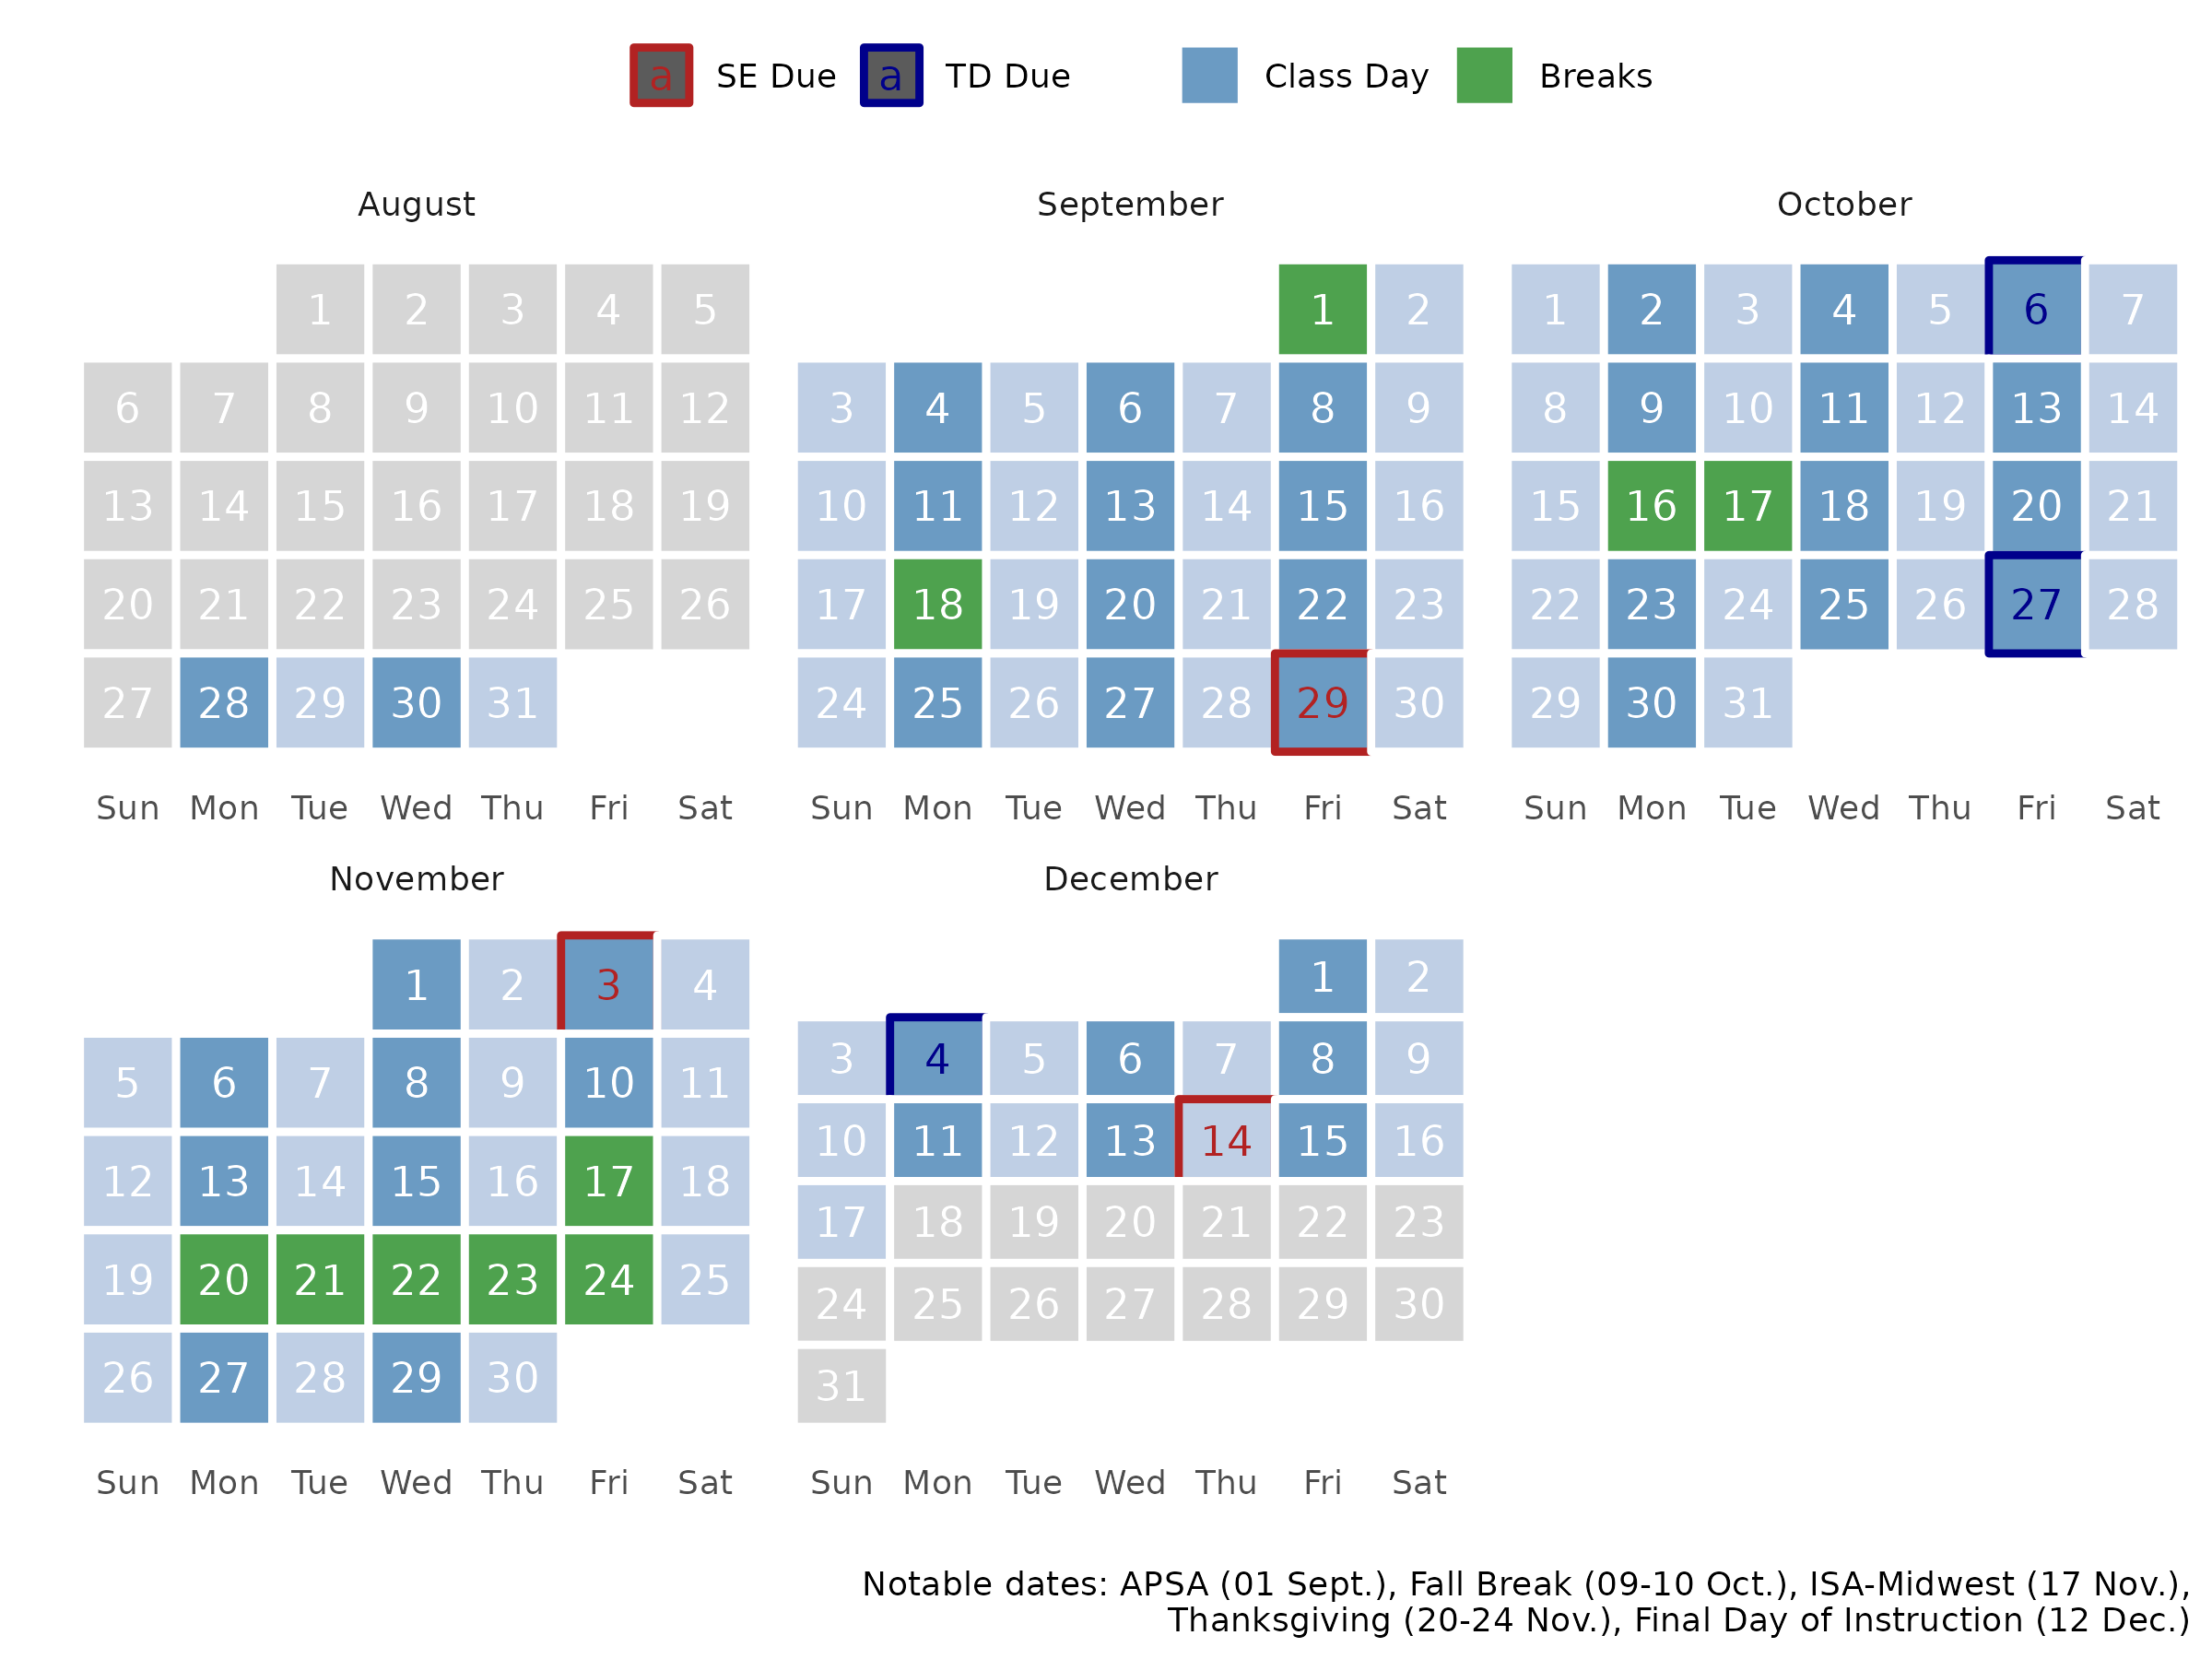 a SE Due a TD Due Class Day Breaks
August September October
1 2 3 4 5 1 2 1 2 3 4 5 6 7
6 7 8 9 10 11 12 3 4 5 6 7 8 9 8 9 10 11 12 13 14
13 14 15 16 17 18 19 10 11 12 13 14 15 16 15 16 17 18 19 20 21
20 21 22 23 24 25 26 17 18 19 20 21 22 23 22 23 24 25 26 27 28
27 28 29 30 31 24 25 26 27 28 29 30 29 30 31
Sun Mon Tue Wed Thu Fri Sat Sun Mon Tue Wed Thu Fri Sat Sun Mon Tue Wed Thu Fri Sat
November December
1 2 3 4 1 2
5 6 7 8 9 10 11 3 4 5 6 7 8 9
12 13 14 15 16 17 18 10 11 12 13 14 15 16
19 20 21 22 23 24 25 17 18 19 20 21 22 23
26 27 28 29 30 24 25 26 27 28 29 30
31
Sun Mon Tue Wed Thu Fri Sat Sun Mon Tue Wed Thu Fri Sat
Notable dates: APSA (01 Sept.), Fall Break (09-10 Oct.), ISA-Midwest (17 Nov.),
Thanksgiving (20-24 Nov.), Final Day of Instruction (12 Dec.)